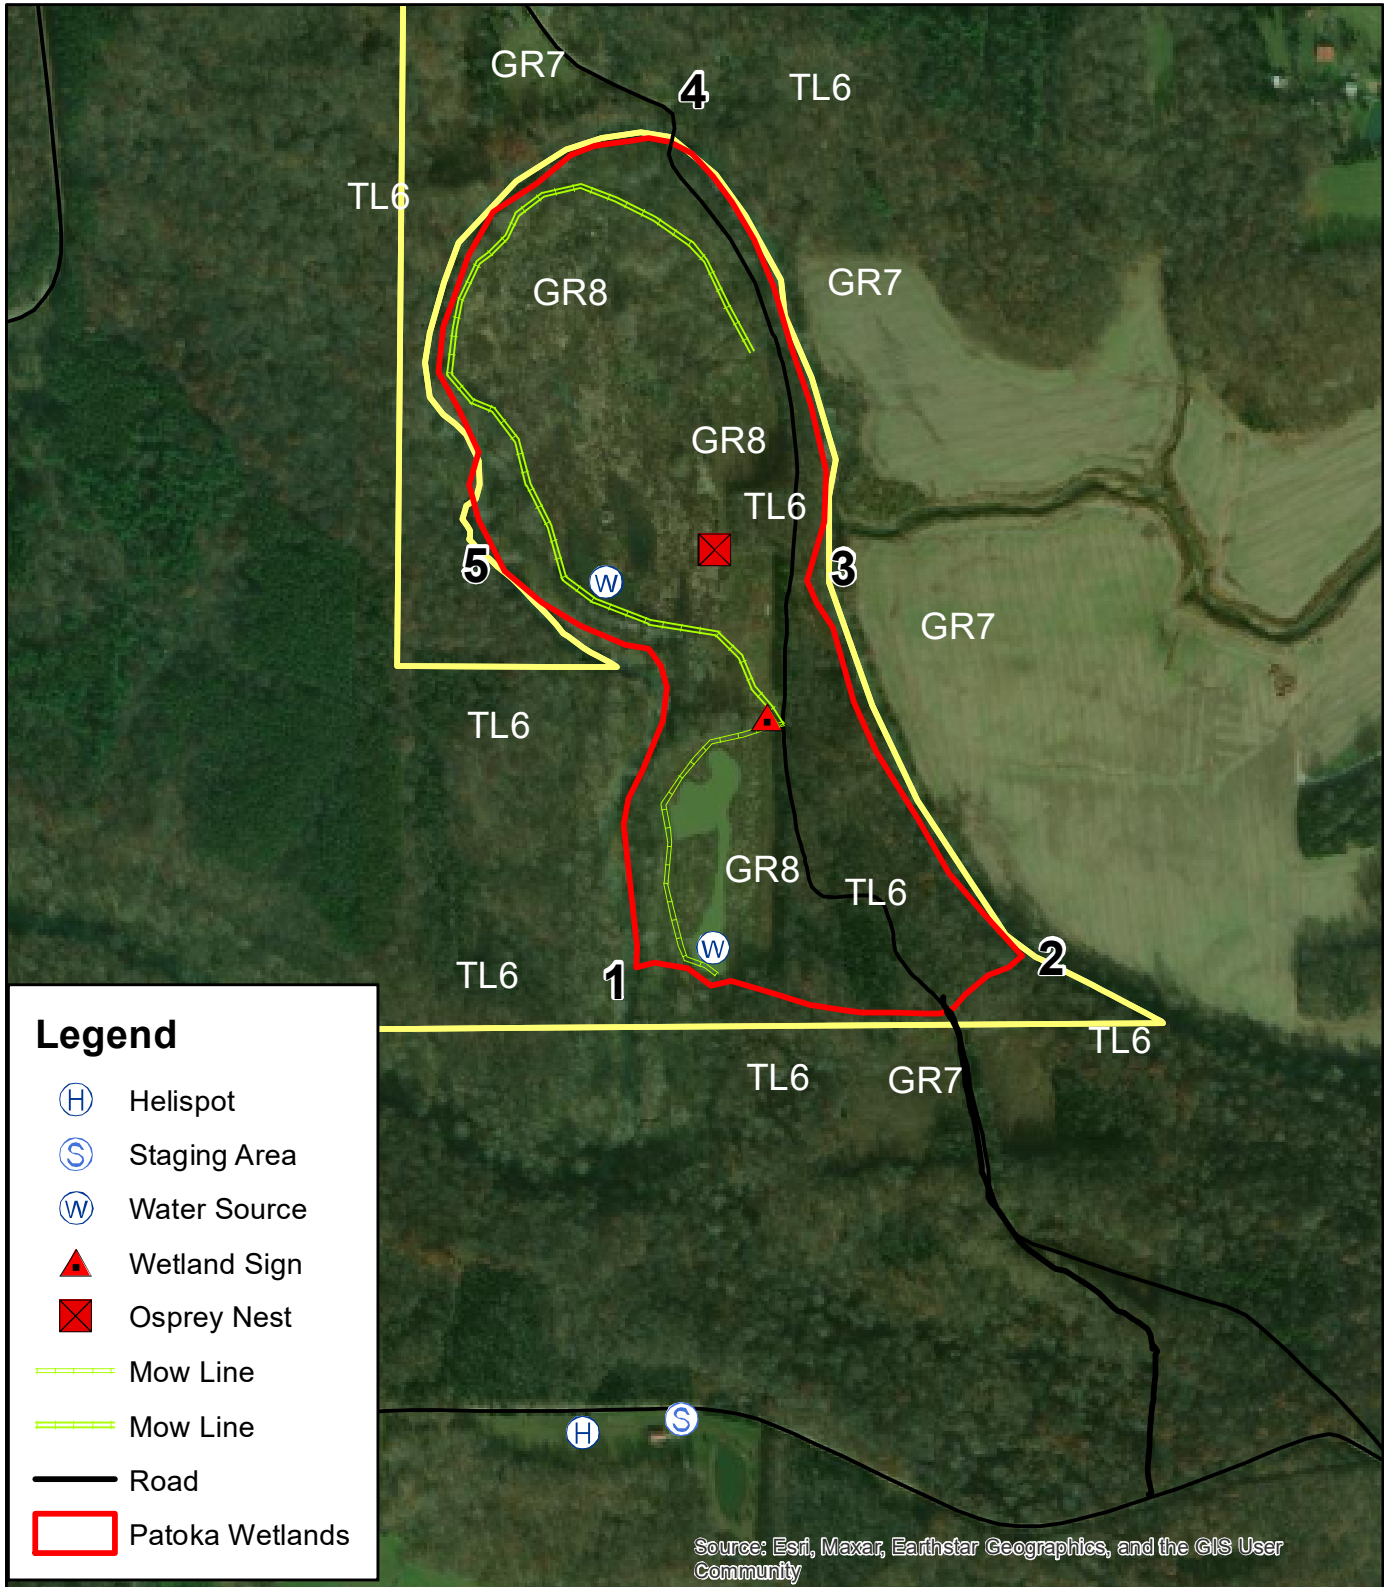 GR7
4
TL6
TL6
GR8
GR7
GR8
TL6
5
W
3
GR7
TL6
GR8
TL6
W
2
TL6
1
TL6
TL6
GR7
Legend
H Helispot
S Staging Area
W Water Source
Wetland Sign
Osprey Nest
Mow Line
Mow Line
Road
Patoka Wetlands
H
S
Source: Esri, Maxar, Earthstar Geographics, and the GIS User
Community